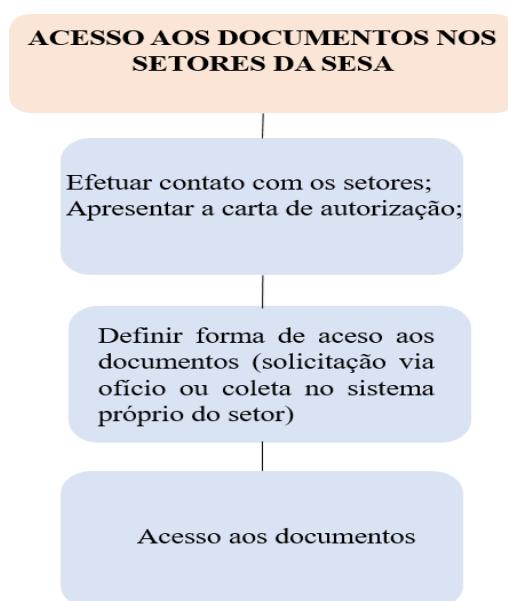 ACESSO AOS DOCUMENTOS NOS
SETORES DA SESA
Efetuar contato com os setores;
Apresentar a carta de autorização;
Definir forma de aceso aos
documentos (solicitação via
ofício ou coleta no sistema
próprio do setor)
Acesso aos documentos